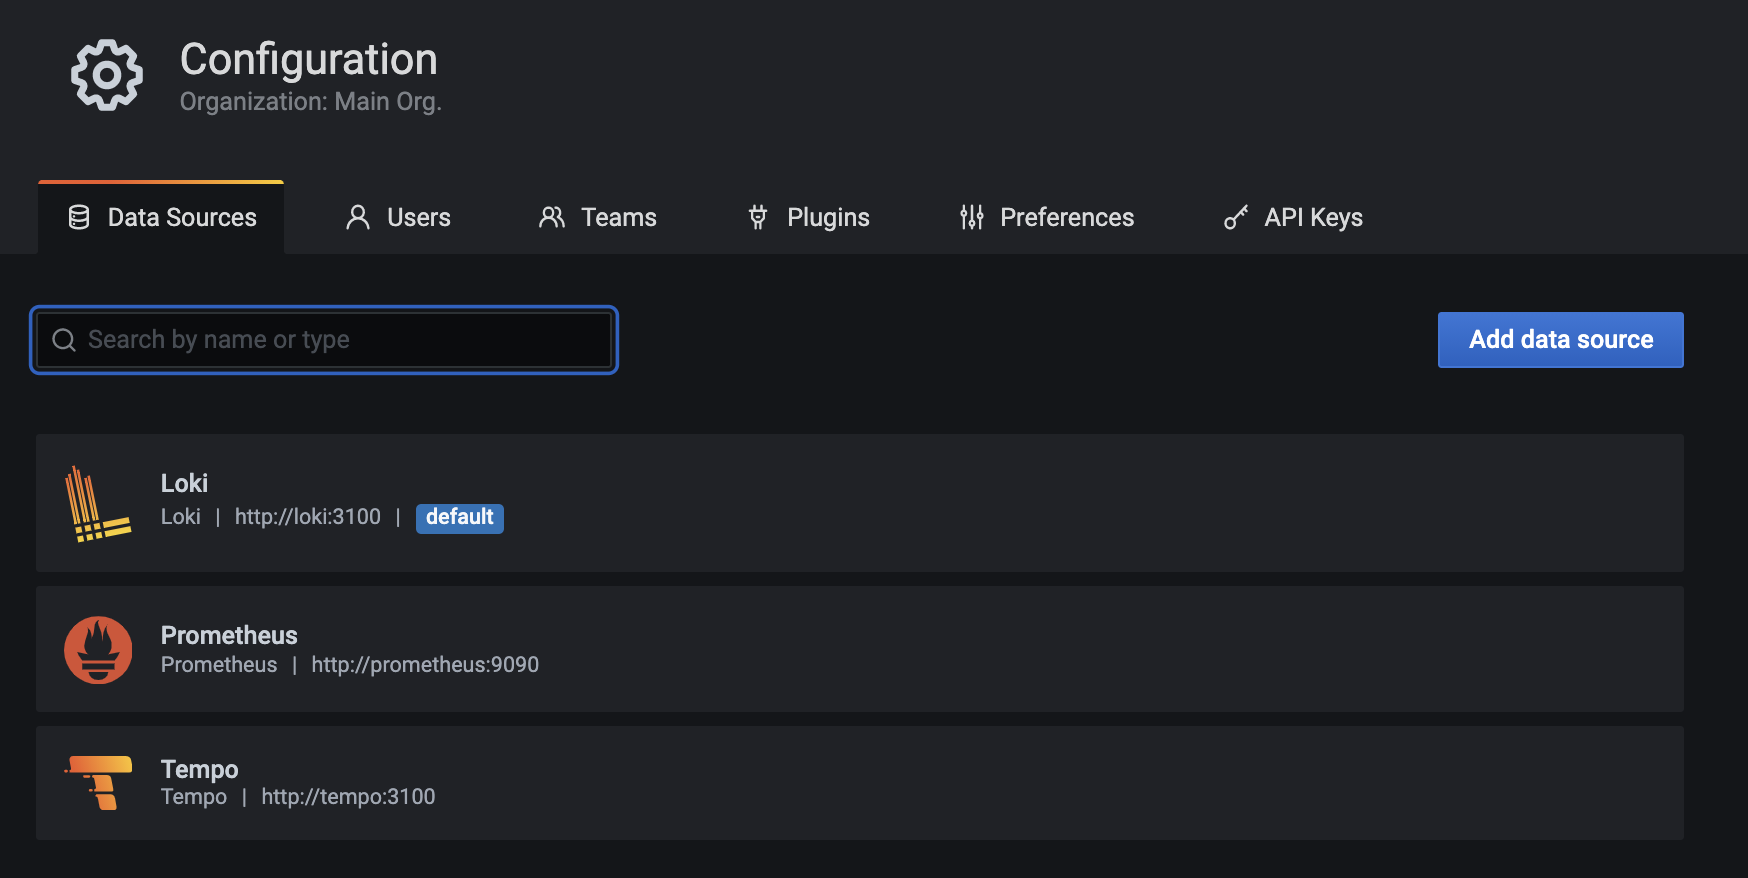 Configuration
Organization: Main Org.
Data Sources Users Teams Plugins Preferences API Keys
Search by name or type Add data source
Loki
Loki | http://loki:3100 | default
Prometheus
Prometheus | http://prometheus:9090
Tempo
Tempo | http://tempo:3100